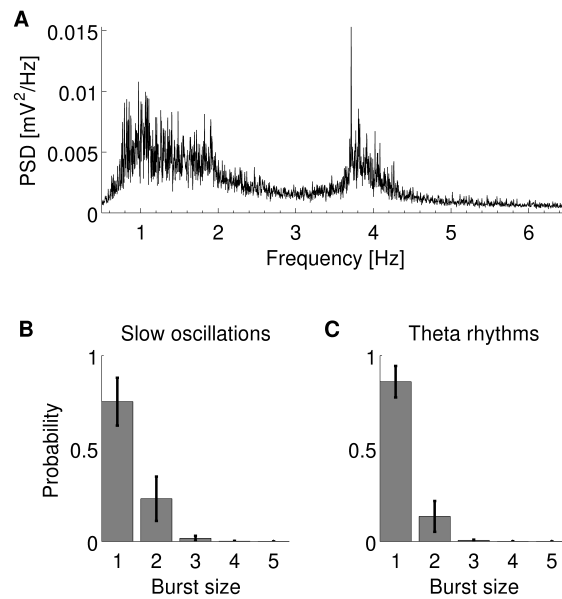 A
PSD [mV²/Hz]
0.015
0.01
0.005
0
1 2 3 4 5 6
Frequency [Hz]
B
Slow oscillations
Probability
1
0.5
0
1 2 3 4 5
Burst size
C
Theta rhythms
1
0.5
0
1 2 3 4 5
Burst size